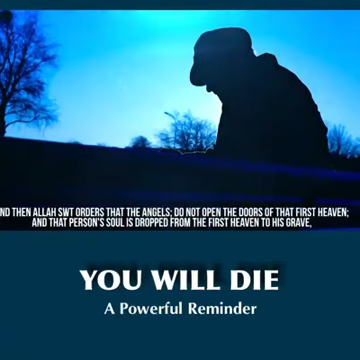 ND THEN ALLAH SWT ORDERS THAT THE ANGELS; DO NOT OPEN THE DOORS OF THAT FIRST HEAVEN;
AND THAT PERSON'S SOUL IS DROPPED FROM THE FIRST HEAVEN TO HIS GRAVE,
YOU WILL DIE
A Powerful Reminder